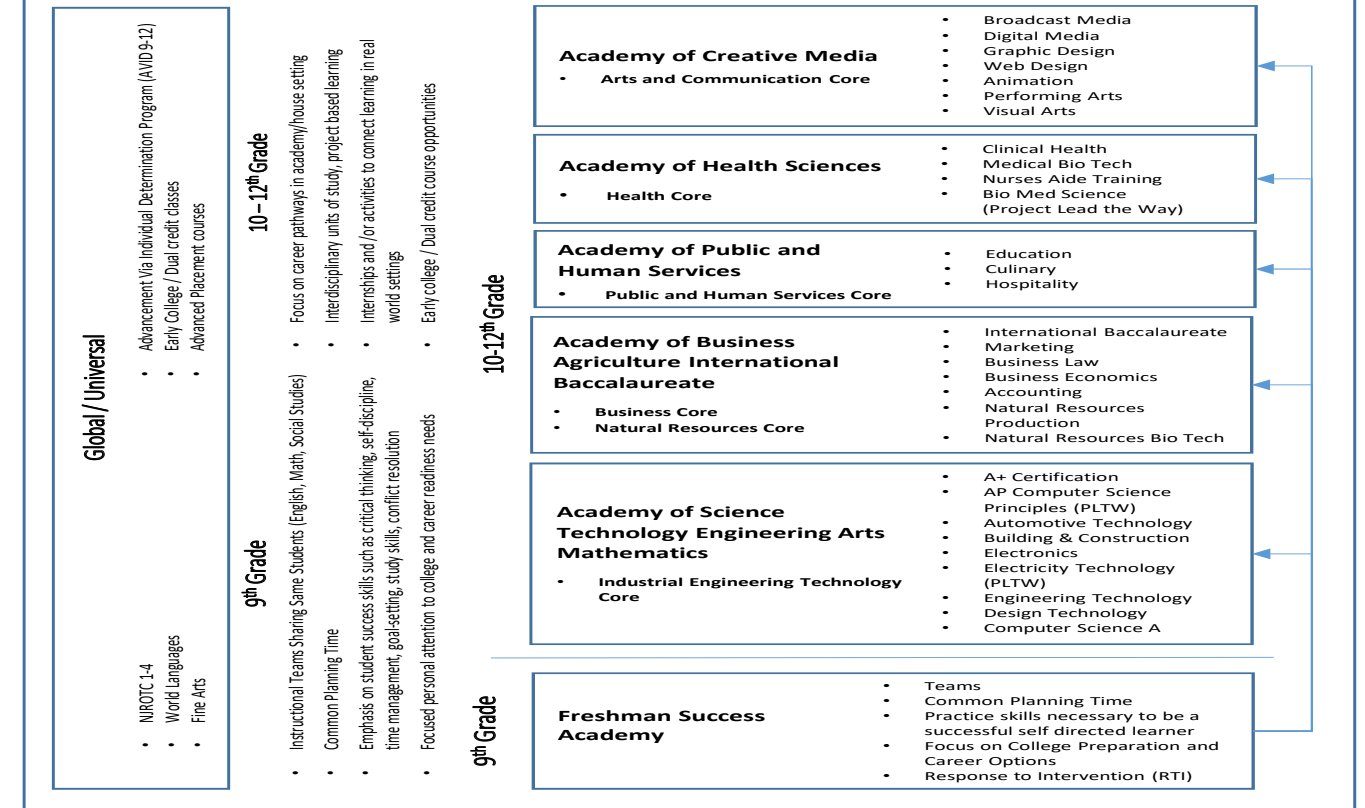 Global / Universal
• NJROTC 1-4
• World Languages
• Fine Arts
• Advancement Via Individual Determination Program (AVID 9-12)
• Early College / Dual credit classes
• Advanced Placement courses
9th Grade
• Instructional Teams Sharing Same Students (English, Math, Social Studies)
• Common Planning Time
• Emphasis on student success skills such as critical thinking, self-discipline,
time management, goal-setting, study skills, conflict resolution
• Focused personal attention to college and career readiness needs
10 – 12th Grade
• Focus on career pathways in academy/house setting
• Interdisciplinary units of study, project based learning
• Internships and /or activities to connect learning in real
world settings
• Early college / Dual credit course opportunities
10-12th Grade
Academy of Creative Media
• Arts and Communication Core
• Broadcast Media
• Digital Media
• Graphic Design
• Web Design
• Animation
• Performing Arts
• Visual Arts
Academy of Health Sciences
• Health Core
• Clinical Health
• Medical Bio Tech
• Nurses Aide Training
• Bio Med Science
(Project Lead the Way)
Academy of Public and
Human Services
• Public and Human Services Core
• Education
• Culinary
• Hospitality
Academy of Business
Agriculture International
Baccalaureate
• Business Core
• Natural Resources Core
• International Baccalaureate
• Marketing
• Business Law
• Business Economics
• Accounting
• Natural Resources
Production
• Natural Resources Bio Tech
Academy of Science
Technology Engineering Arts
Mathematics
• Industrial Engineering Technology
Core
• A+ Certification
• AP Computer Science
Principles (PLTW)
• Automotive Technology
• Building & Construction
• Electronics
• Electricity Technology
(PLTW)
• Engineering Technology
• Design Technology
• Computer Science A
9th Grade
Freshman Success
Academy
• Teams
• Common Planning Time
• Practice skills necessary to be a
successful self directed learner
• Focus on College Preparation and
Career Options
• Response to Intervention (RTI)